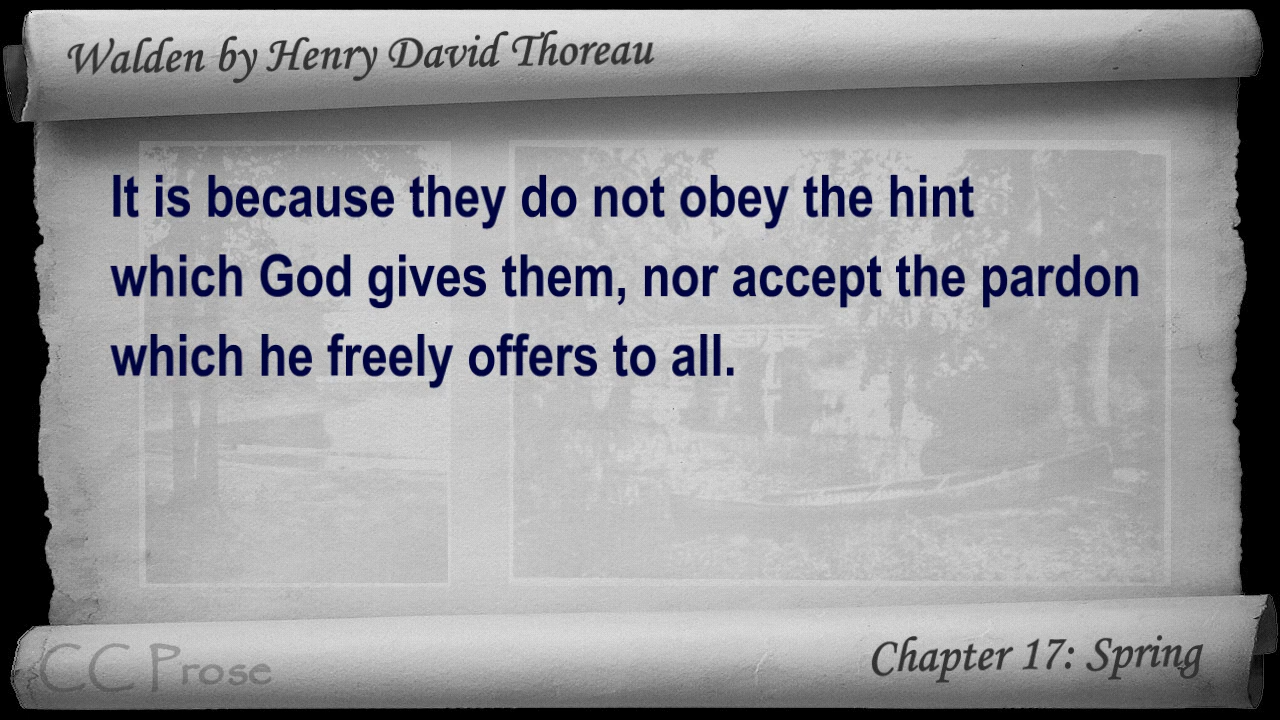 Walden by Henry David Thoreau
It is because they do not obey the hint
which God gives them, nor accept the pardon
which he freely offers to all.
CC Prose
Chapter 17: Spring